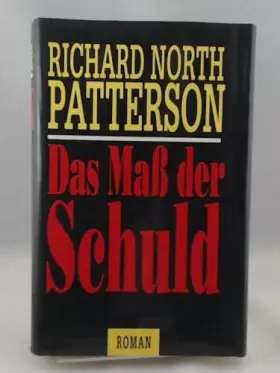 RICHARD NORTH
PATTERSON
Das Maß der
Schuld
ROMAN